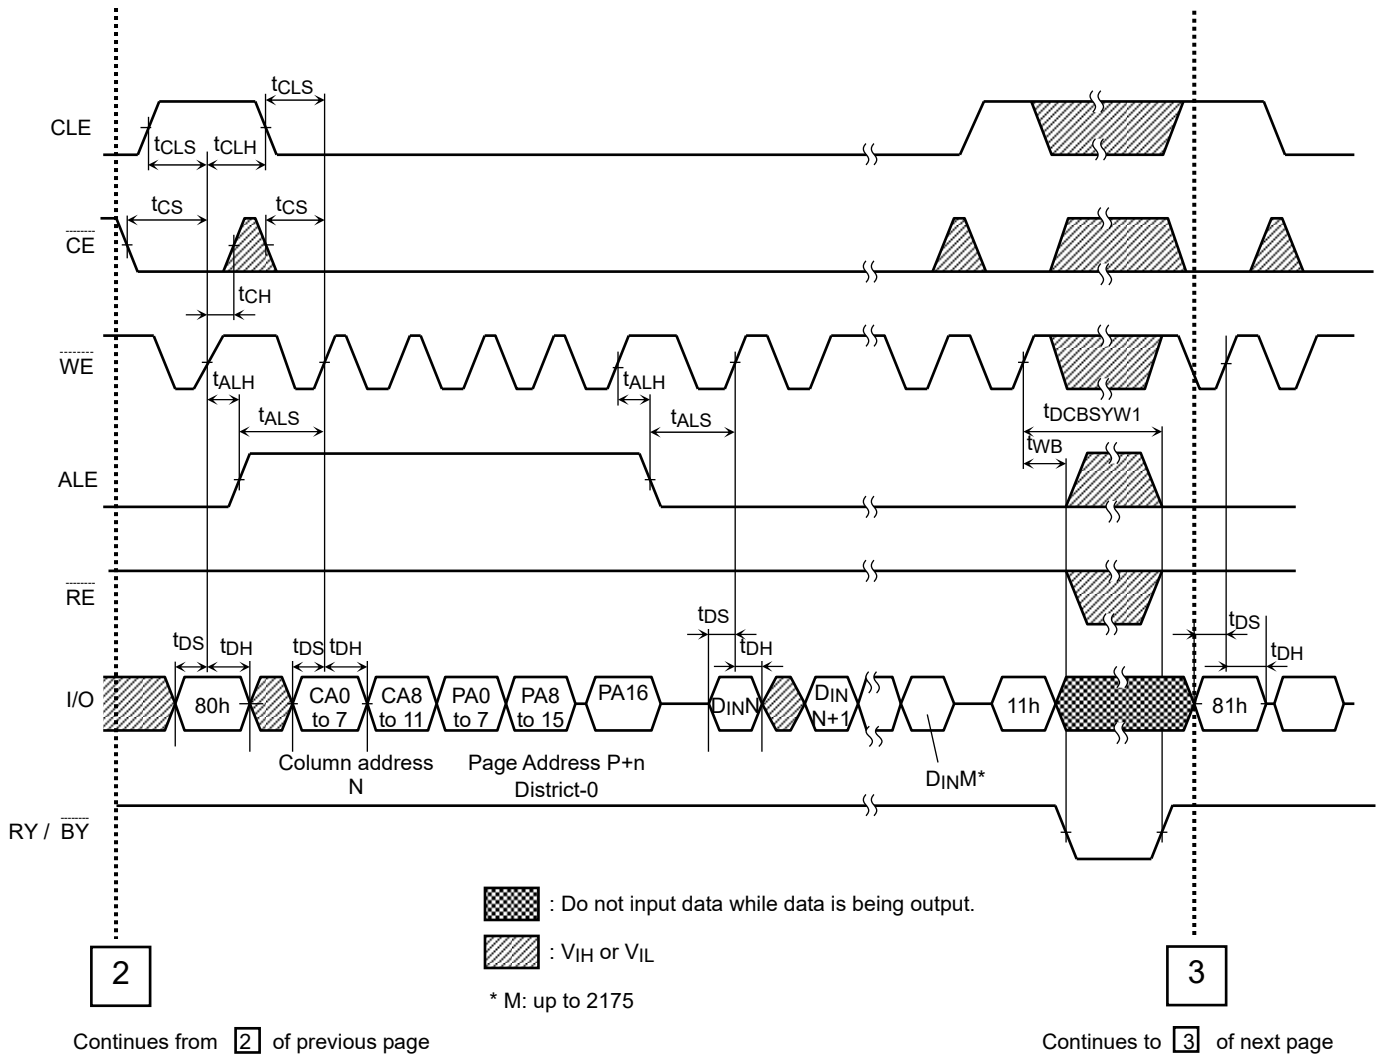 tCLS
CLE
tCLS
tCLH
tCS
tCS
CE
tCH
WE
tALH
tALH
tALS
tALS
tDCBSYW1
tWB
ALE
RE
tDS
tDH
tDS
tDH
tDS
tDH
tDS
tDH
I/O
80h
CA0
to 7
CA8
to 11
PA0
to 7
PA8
to 15
PA16
DINN
DIN
N+1
11h
81h
Column address
N
Page Address P+n
District-0
DINM*
RY / BY
: Do not input data while data is being output.
: VIH or VIL
* M: up to 2175
2
3
Continues from 2 of previous page
Continues to 3 of next page